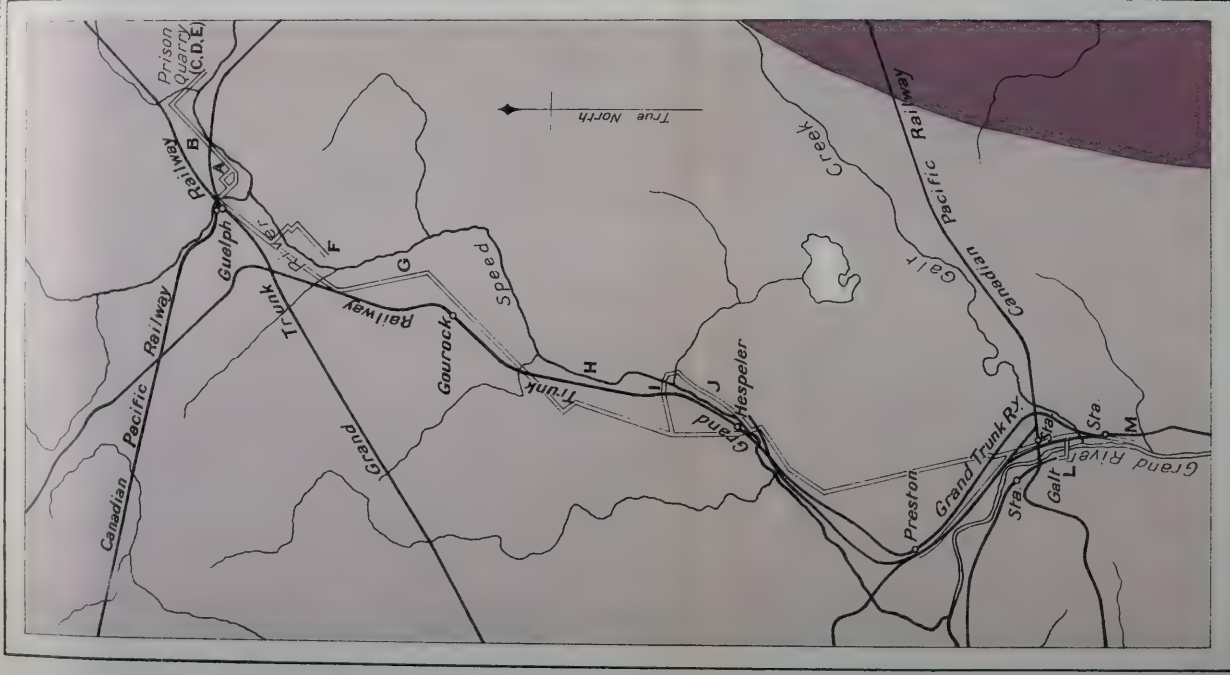 Prison
Quarry
(C.D.E)
B
Railway
A
Guelph
River
F
Trunk
Railway
G
Gourock
Speed
Canadian Pacific Railway
Grand
True North
Creek
Galt
Canadian Pacific Railway
H
Trunk
I
J
Hespeler
Grand
Preston
Grand Trunk Ry.
Sta.
Sta.
Galt
L
Sta.
M
Grand River